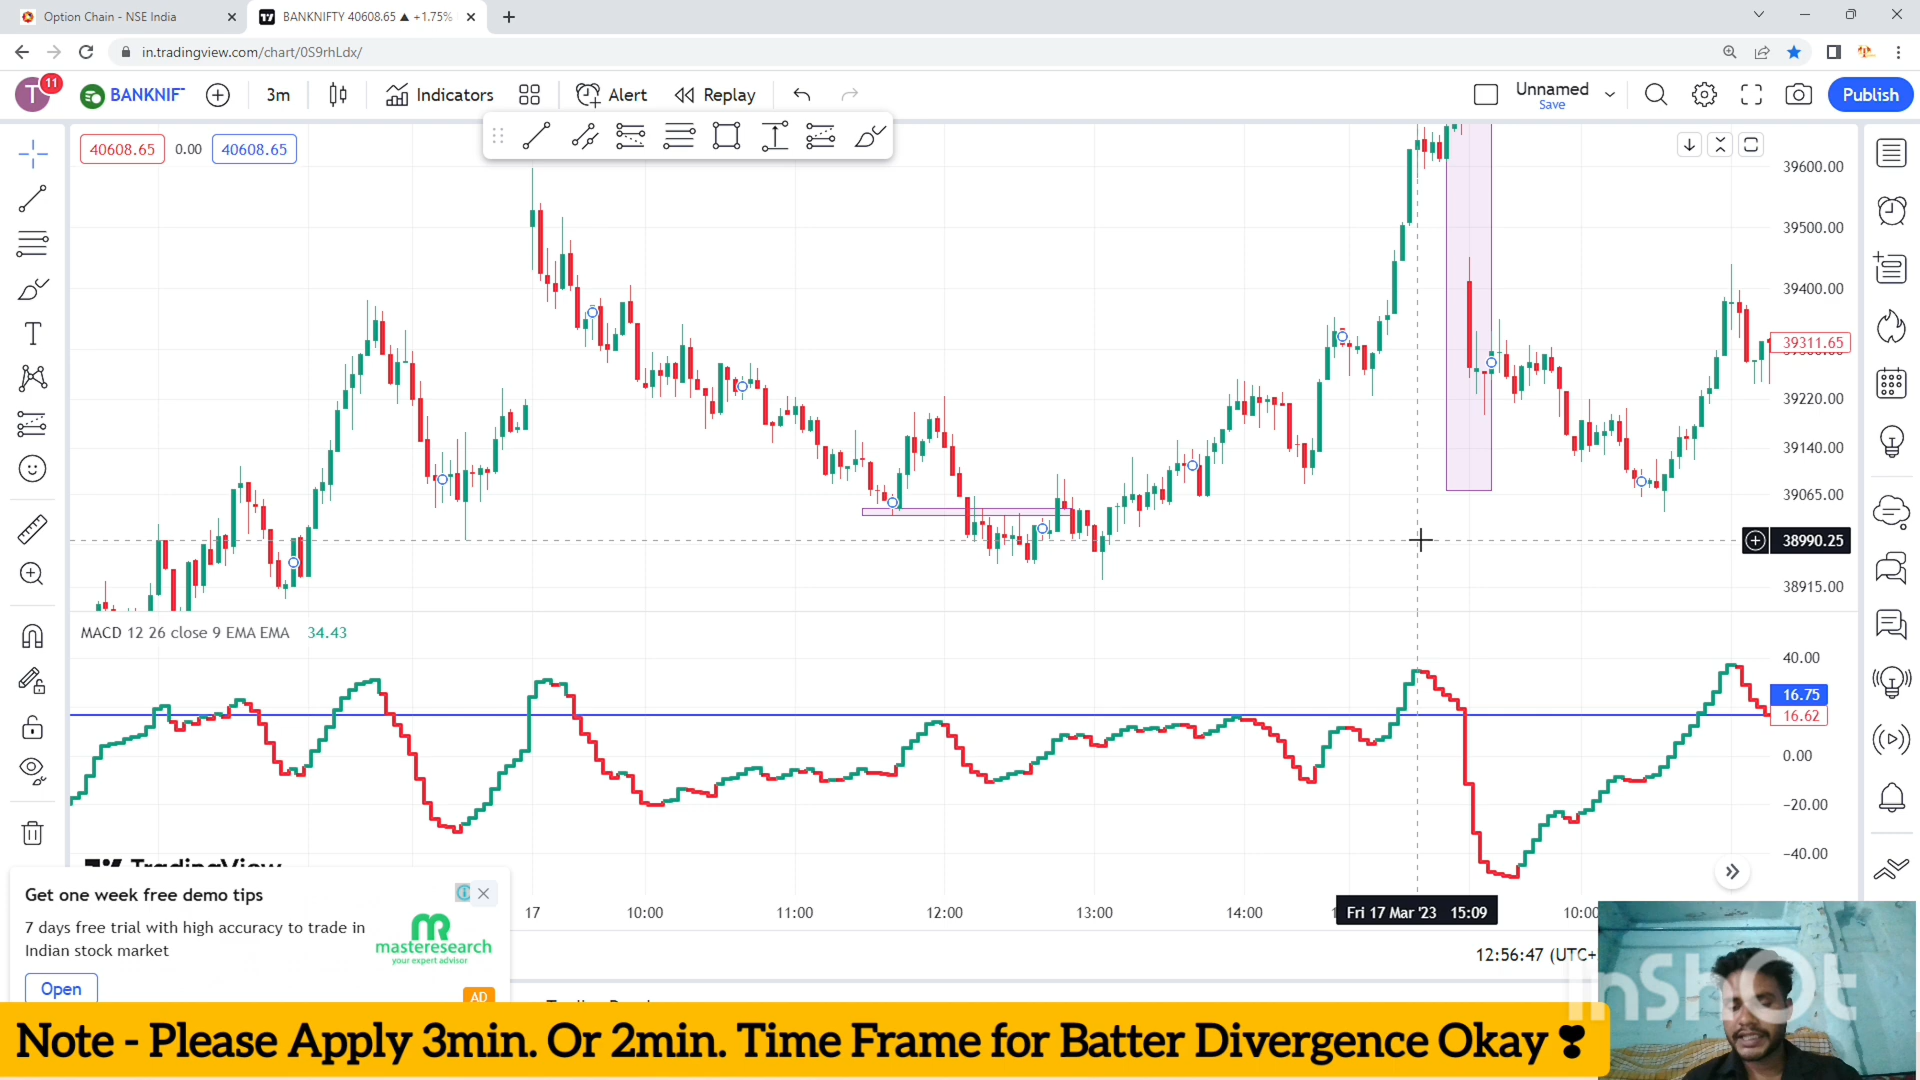 Option Chain - NSE India
BANKNIFTY 40608.65 ▲ +1.75%
in.tradingview.com/chart/0S9rhLdx/
T 11 BANKNIF 3m Indicators Alert Replay Unnamed Save Publish
40608.65 0.00 40608.65
39600.00
39500.00
39400.00
39311.65
39220.00
39140.00
39065.00
38990.25
38915.00
MACD 12 26 close 9 EMA EMA 34.43
40.00
16.75
16.62
0.00
−20.00
−40.00
TradingView
17 10:00 11:00 12:00 13:00 14:00 Fri 17 Mar '23 15:09 10:00
12:56:47 (UTC+
Get one week free demo tips
7 days free trial with high accuracy to trade in
Indian stock market
masteresearch
your expert advisor
Open
AD
InShOt
Note - Please Apply 3min. Or 2min. Time Frame for Batter Divergence Okay ❣